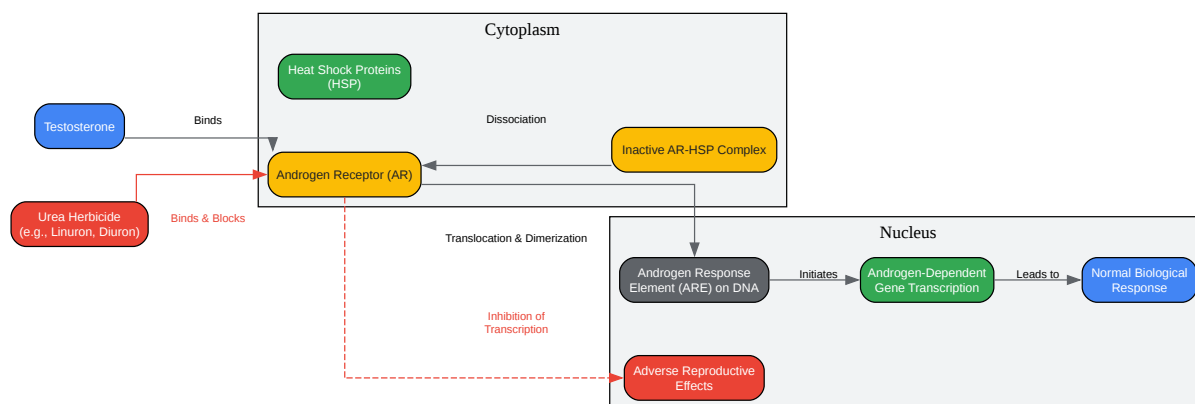 Cytoplasm
Heat Shock Proteins
(HSP)
Testosterone
Binds
Dissociation
Inactive AR-HSP Complex
Androgen Receptor (AR)
Urea Herbicide
(e.g., Linuron, Diuron)
Binds & Blocks
Translocation & Dimerization
Nucleus
Androgen Response
Element (ARE) on DNA
Initiates
Androgen-Dependent
Gene Transcription
Leads to
Normal Biological
Response
Inhibition of
Transcription
Adverse Reproductive
Effects